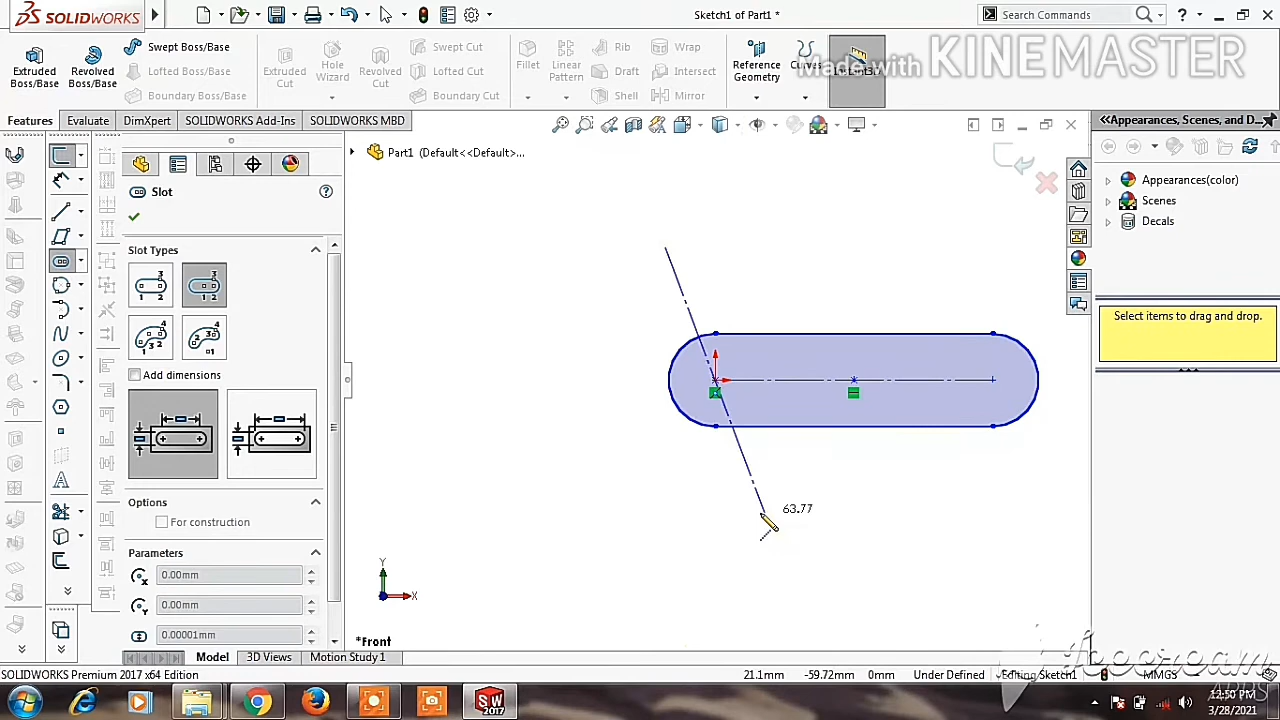 SOLIDWORKS
Sketch1 of Part1 *
Search Commands
Extruded Boss/Base
Revolved Boss/Base
Swept Boss/Base
Lofted Boss/Base
Boundary Boss/Base
Extruded Cut
Hole Wizard
Revolved Cut
Swept Cut
Lofted Cut
Boundary Cut
Fillet
Linear Pattern
Rib
Draft
Shell
Wrap
Intersect
Mirror
Reference Geometry
Curves
Made with KINEMASTER
Features
Evaluate
DimXpert
SOLIDWORKS Add-Ins
SOLIDWORKS MBD
Part1 (Default<<Default>...
Appearances, Scenes, and D...
Appearances(color)
Scenes
Decals
Select items to drag and drop.
Slot
Slot Types
Add dimensions
Options
For construction
Parameters
0.00mm
0.00mm
0.00001mm
63.77
Y
X
*Front
Model
3D Views
Motion Study 1
SOLIDWORKS Premium 2017 x64 Edition
21.1mm
-59.72mm
0mm
Under Defined
Editing Sketch1
MMGS
SW
2017
12:50 PM
3/28/2021